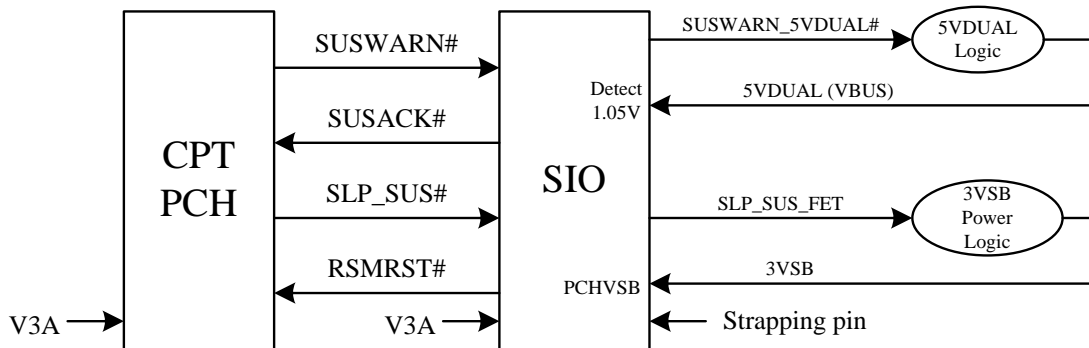 SUSWARN#
SUSACK#
SLP_SUS#
RSMRST#
CPT
PCH
V3A
V3A
SIO
Detect
1.05V
PCHVSB
SUSWARN_5VDUAL#
5VDUAL
Logic
5VDUAL (VBUS)
SLP_SUS_FET
3VSB
Power
Logic
3VSB
Strapping pin